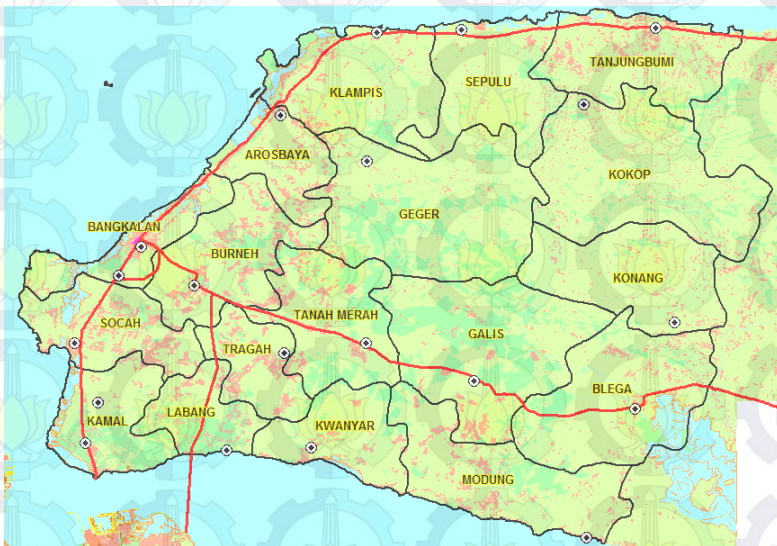 TANJUNGBUMI
SEPULU
KLAMPIS
AROSBAYA
KOKOP
GEGER
BANGKALAN
BURNEH
KONANG
TANAH MERAH
SOCAH
GALIS
TRAGAH
BLEGA
LABANG
KAMAL
KWANYAR
MODUNG